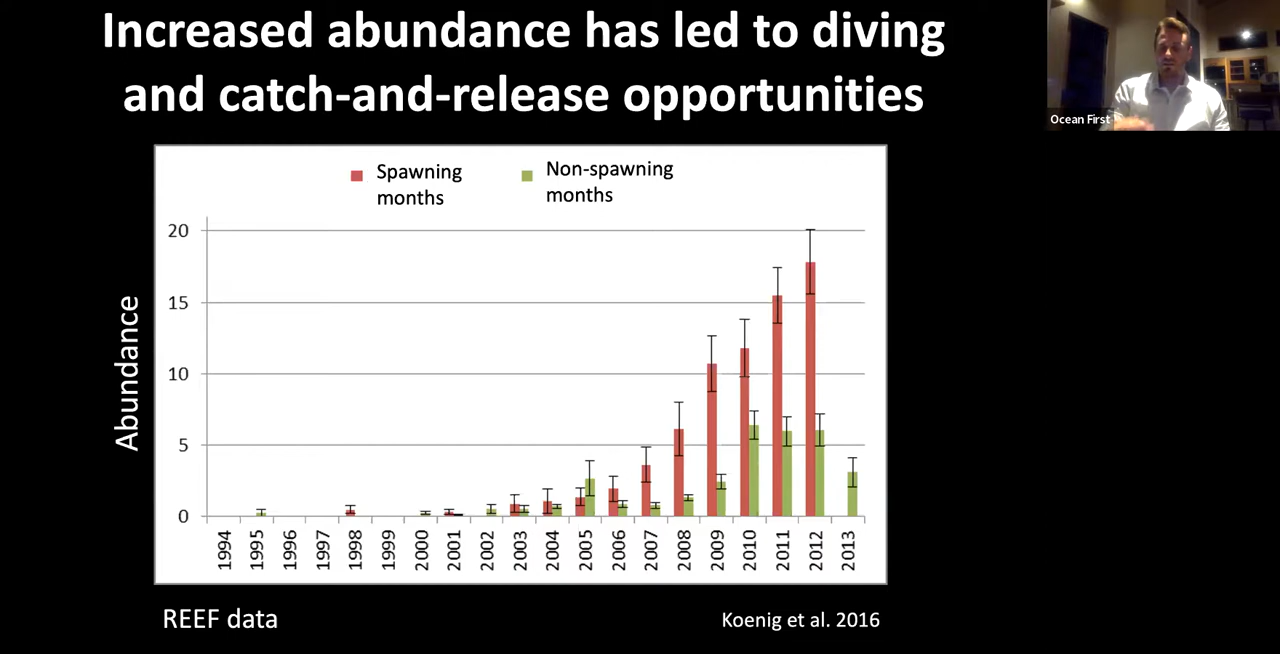 Increased abundance has led to diving
and catch-and-release opportunities
Ocean First
Spawning
months
Non-spawning
months
Abundance
20
15
10
5
0
1994
1995
1996
1997
1998
1999
2000
2001
2002
2003
2004
2005
2006
2007
2008
2009
2010
2011
2012
2013
REEF data
Koenig et al. 2016